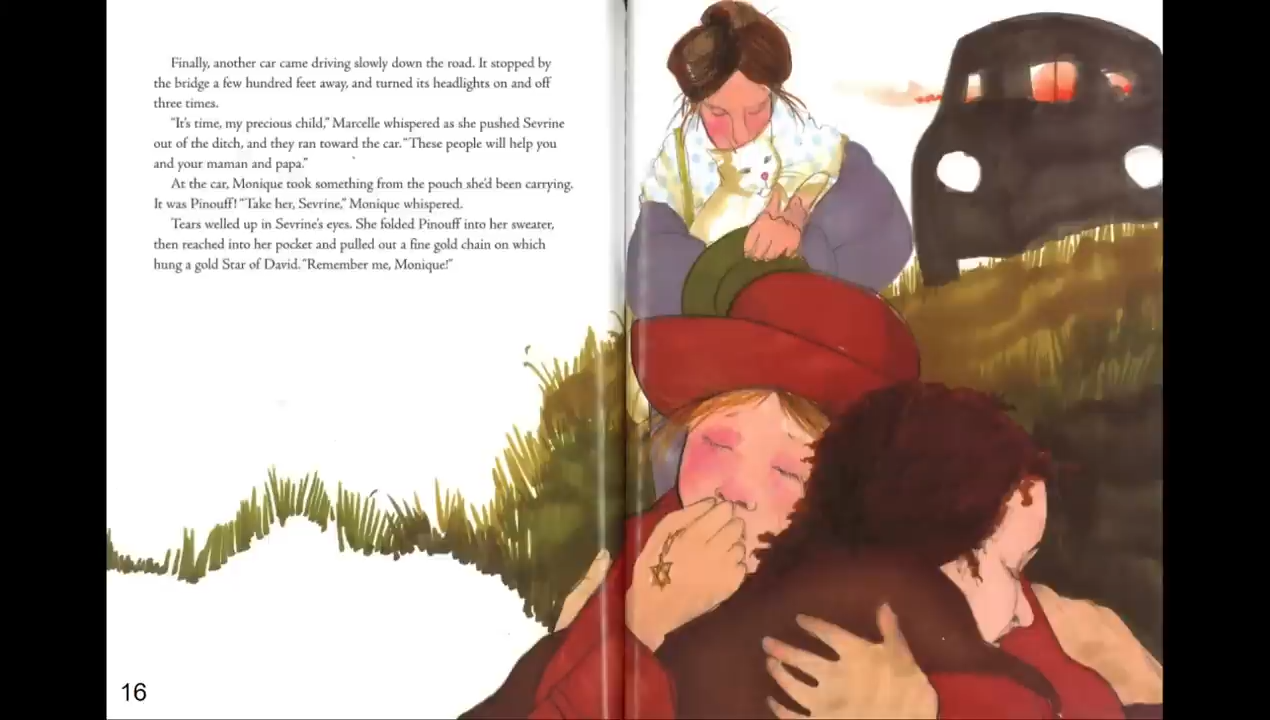 Finally, another car came driving slowly down the road. It stopped by
the bridge a few hundred feet away, and turned its headlights on and off
three times.
“It’s time, my precious child,” Marcelle whispered as she pushed Sevrine
out of the ditch, and they ran toward the car. “These people will help you
and your maman and papa.”
At the car, Monique took something from the pouch she’d been carrying.
It was Pinouff! “Take her, Sevrine,” Monique whispered.
Tears welled up in Sevrine’s eyes. She folded Pinouff into her sweater,
then reached into her pocket and pulled out a fine gold chain on which
hung a gold Star of David. “Remember me, Monique!”
16